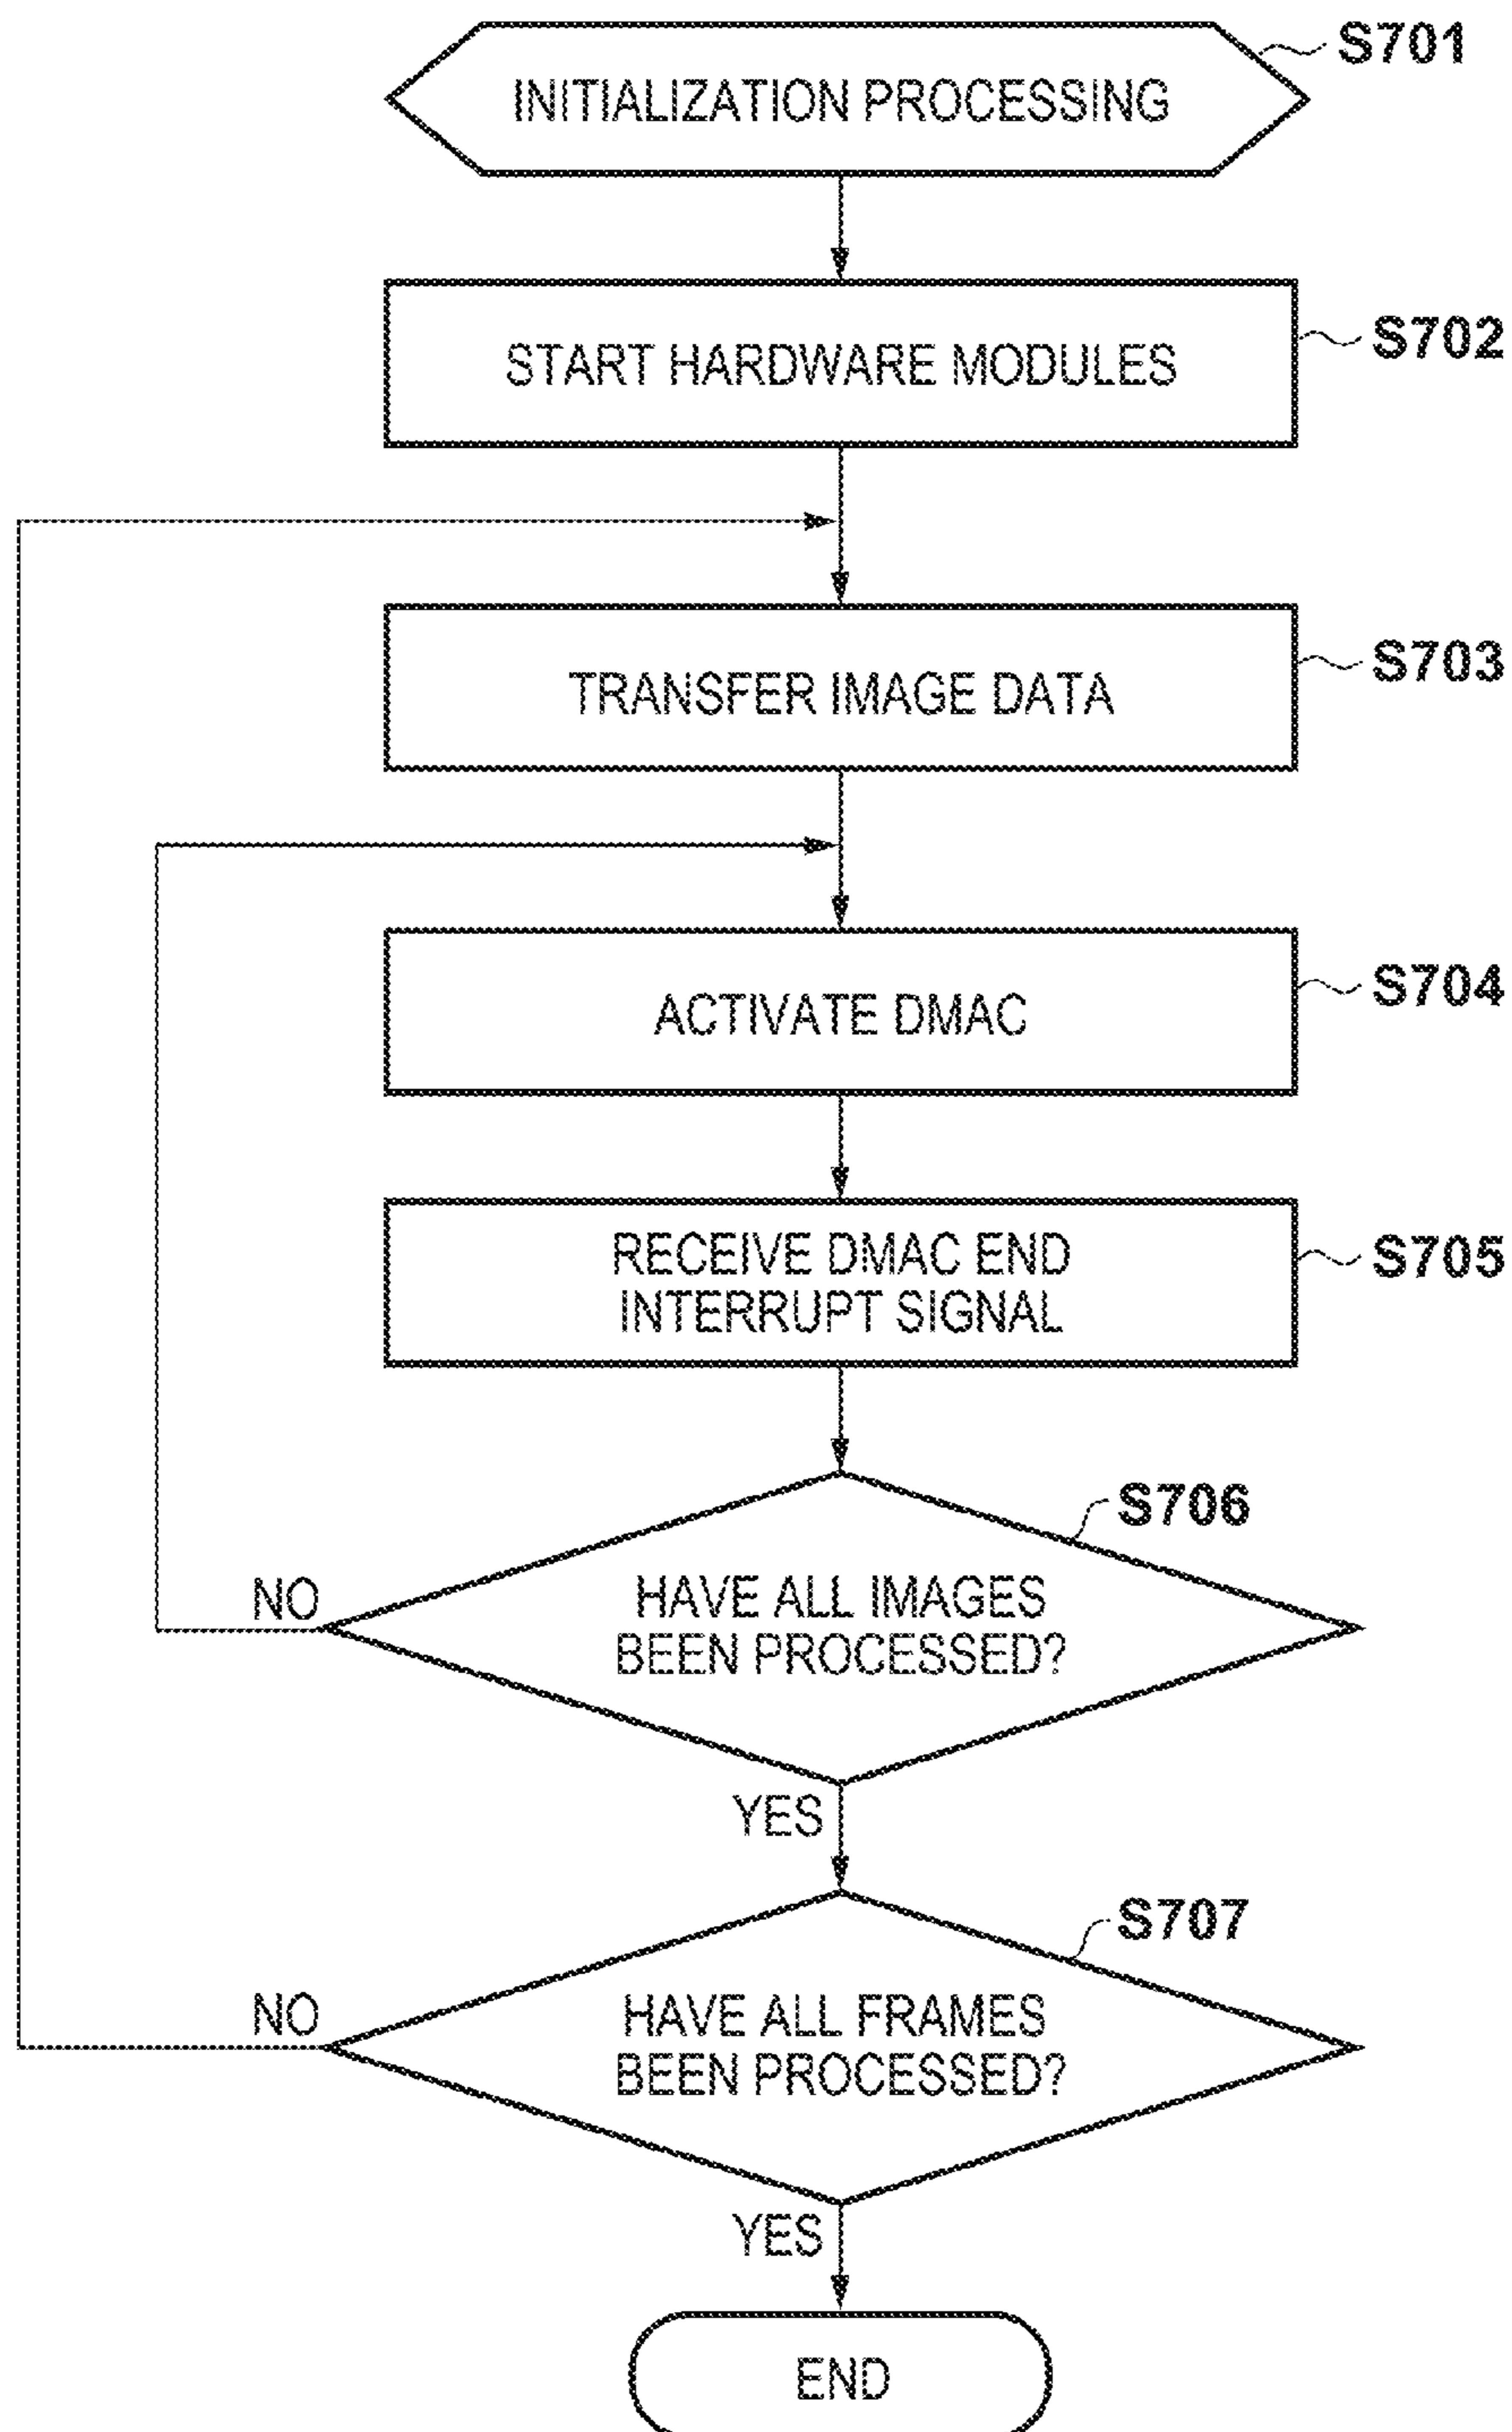 S701
INITIALIZATION PROCESSING
S702
START HARDWARE MODULES
S703
TRANSFER IMAGE DATA
S704
ACTIVATE DMAC
S705
RECEIVE DMAC END
INTERRUPT SIGNAL
S706
HAVE ALL IMAGES
BEEN PROCESSED?
NO
YES
S707
HAVE ALL FRAMES
BEEN PROCESSED?
NO
YES
END